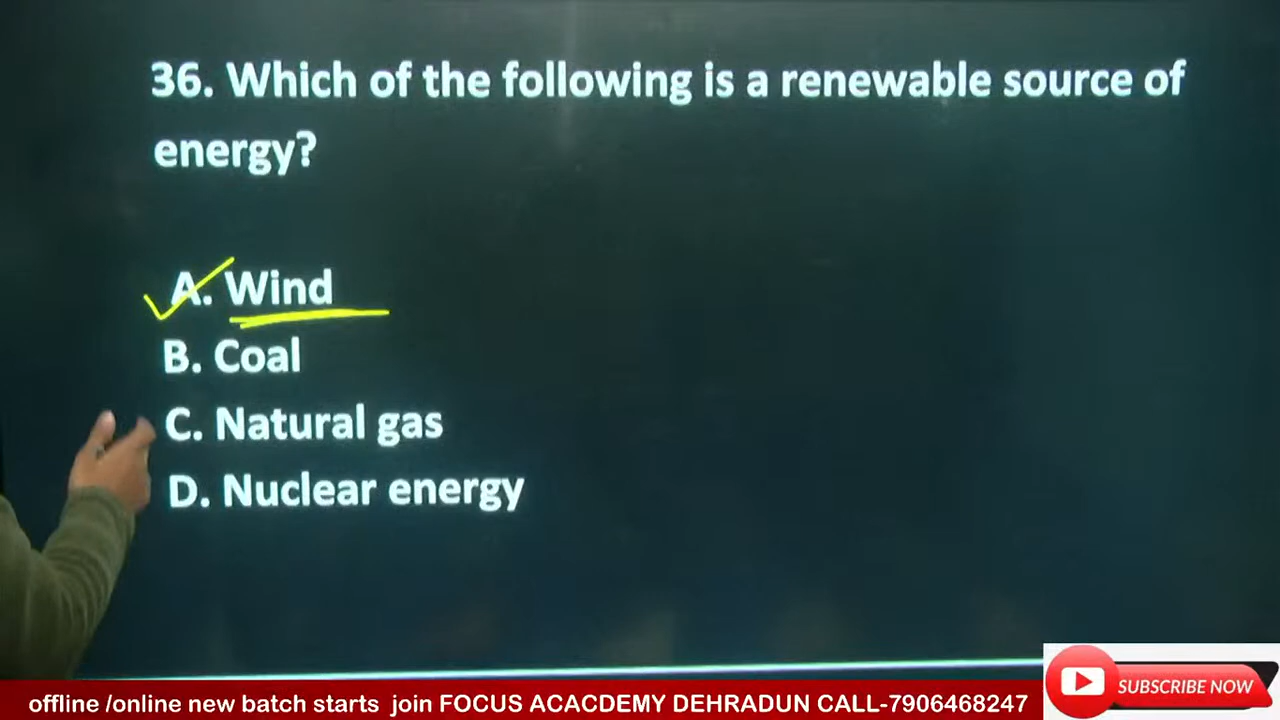 36. Which of the following is a renewable source of
energy?
A. Wind
B. Coal
C. Natural gas
D. Nuclear energy
offline /online new batch starts join FOCUS ACACDEMY DEHRADUN CALL-7906468247
SUBSCRIBE NOW